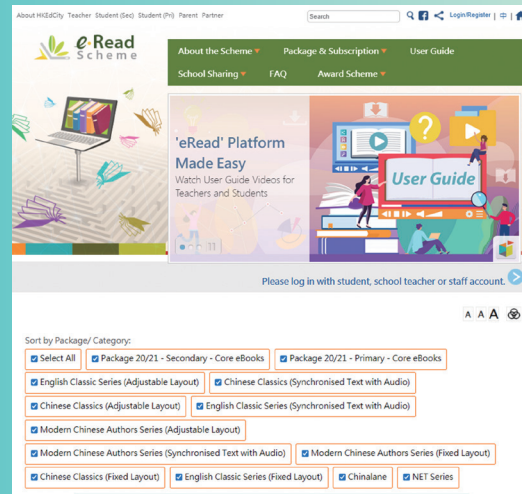 About HKEdCity Teacher Student (Sec) Student (Pri) Parent Partner
Search
Login/Register | 中 |
e-Read
Scheme
About the Scheme Package & Subscription User Guide
School Sharing FAQ Award Scheme
'eRead' Platform
Made Easy
Watch User Guide Videos for
Teachers and Students
User Guide
Please log in with student, school teacher or staff account.
A A A
Sort by Package/ Category:
Select All Package 20/21 - Secondary - Core eBooks Package 20/21 - Primary - Core eBooks
English Classic Series (Adjustable Layout) Chinese Classics (Synchronised Text with Audio)
Chinese Classics (Adjustable Layout) English Classic Series (Synchronised Text with Audio)
Modern Chinese Authors Series (Adjustable Layout)
Modern Chinese Authors Series (Synchronised Text with Audio) Modern Chinese Authors Series (Fixed Layout)
Chinese Classics (Fixed Layout) English Classic Series (Fixed Layout) Chinalane NET Series